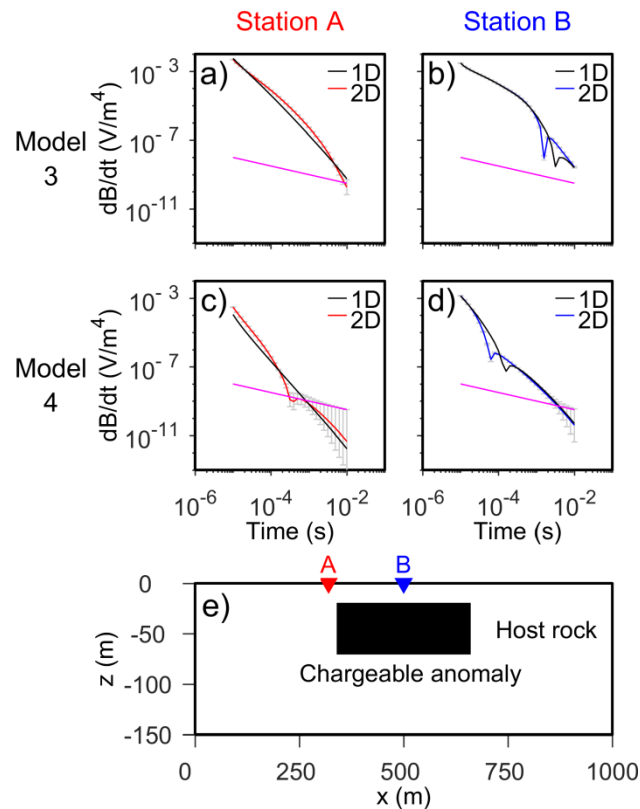 Station A Station B
a) 1D 2D
b) 1D 2D
Model 3
dB/dt (V/m⁴)
10⁻³
10⁻⁷
10⁻¹¹
c) 1D 2D
d) 1D 2D
Model 4
dB/dt (V/m⁴)
10⁻³
10⁻⁷
10⁻¹¹
10⁻⁶ 10⁻⁴ 10⁻² 10⁻⁶ 10⁻⁴ 10⁻²
Time (s) Time (s)
A B
e)
Host rock
Chargeable anomaly
z (m)
0
-50
-100
-150
0 250 500 750 1000
x (m)